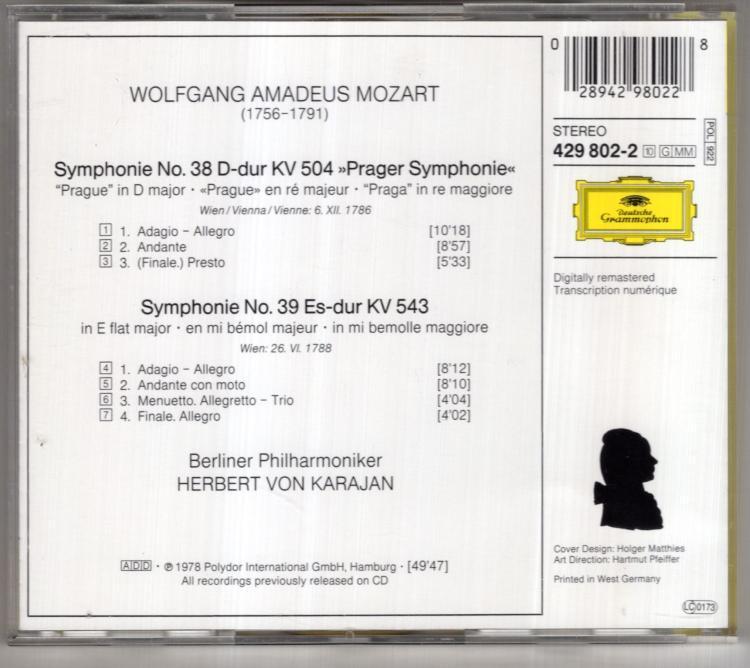 WOLFGANG AMADEUS MOZART
(1756–1791)
Symphonie No. 38 D-dur KV 504 »Prager Symphonie«
“Prague” in D major · «Prague» en ré majeur · “Praga” in re maggiore
Wien / Vienna / Vienne: 6. XII. 1786
1 1. Adagio – Allegro [10'18]
2 2. Andante [8'57]
3 3. (Finale.) Presto [5'33]
Symphonie No. 39 Es-dur KV 543
in E flat major · en mi bémol majeur · in mi bemolle maggiore
Wien: 26. VI. 1788
4 1. Adagio – Allegro [8'12]
5 2. Andante con moto [8'10]
6 3. Menuetto. Allegretto – Trio [4'04]
7 4. Finale. Allegro [4'02]
Berliner Philharmoniker
HERBERT VON KARAJAN
ADD · ℗ 1978 Polydor International GmbH, Hamburg · [49'47]
All recordings previously released on CD
0 28942 98022 8
STEREO
429 802-2 10 G MM
POL 922
Deutsche
Grammophon
Digitally remastered
Transcription numérique
Cover Design: Holger Matthies
Art Direction: Hartmut Pfeiffer
Printed in West Germany
LC 0173